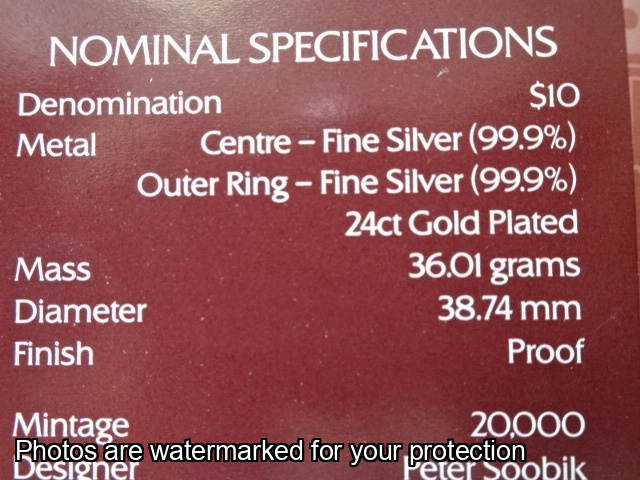 NOMINAL SPECIFICATIONS
Denomination $10
Metal Centre – Fine Silver (99.9%)
Outer Ring – Fine Silver (99.9%)
24ct Gold Plated
Mass 36.01 grams
Diameter 38.74 mm
Finish Proof
Mintage 20,000
Photos are watermarked for your protection
Designer Peter Soobik